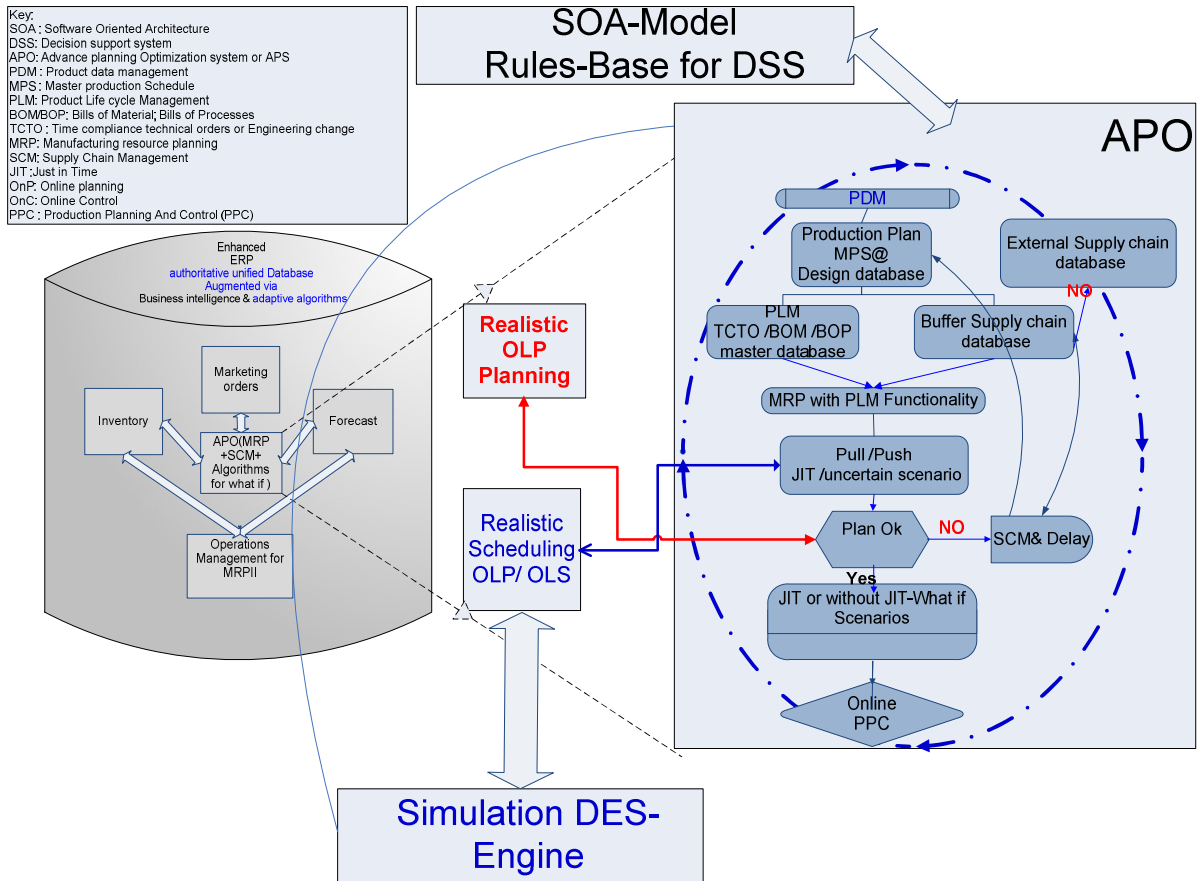 Key:
SOA : Software Oriented Architecture
DSS: Decision support system
APO: Advance planning Optimization system or APS
PDM : Product data management
MPS : Master production Schedule
PLM: Product Life cycle Management
BOM/BOP: Bills of Material; Bills of Processes
TCTO : Time compliance technical orders or Engineering change
MRP: Manufacturing resource planning
SCM: Supply Chain Management
JIT ;Just in Time
OnP: Online planning
OnC: Online Control
PPC : Production Planning And Control (PPC)
SOA-Model
Rules-Base for DSS
Enhanced
ERP
authoritative unified Database
Augmented via
Business intelligence & adaptive algorithms
Marketing
orders
Inventory
APO(MRP
+SCM+
Algorithms
for what if )
Forecast
Operations
Management for
MRPII
Realistic
OLP
Planning
Realistic
Scheduling
OLP/ OLS
Simulation DES-
Engine
APO
PDM
Production Plan
MPS@
Design database
External Supply chain
database
NO
PLM
TCTO /BOM /BOP
master database
Buffer Supply chain
database
MRP with PLM Functionality
Pull /Push
JIT /uncertain scenario
Plan Ok
NO
SCM& Delay
Yes
JIT or without JIT-What if
Scenarios
Online
PPC